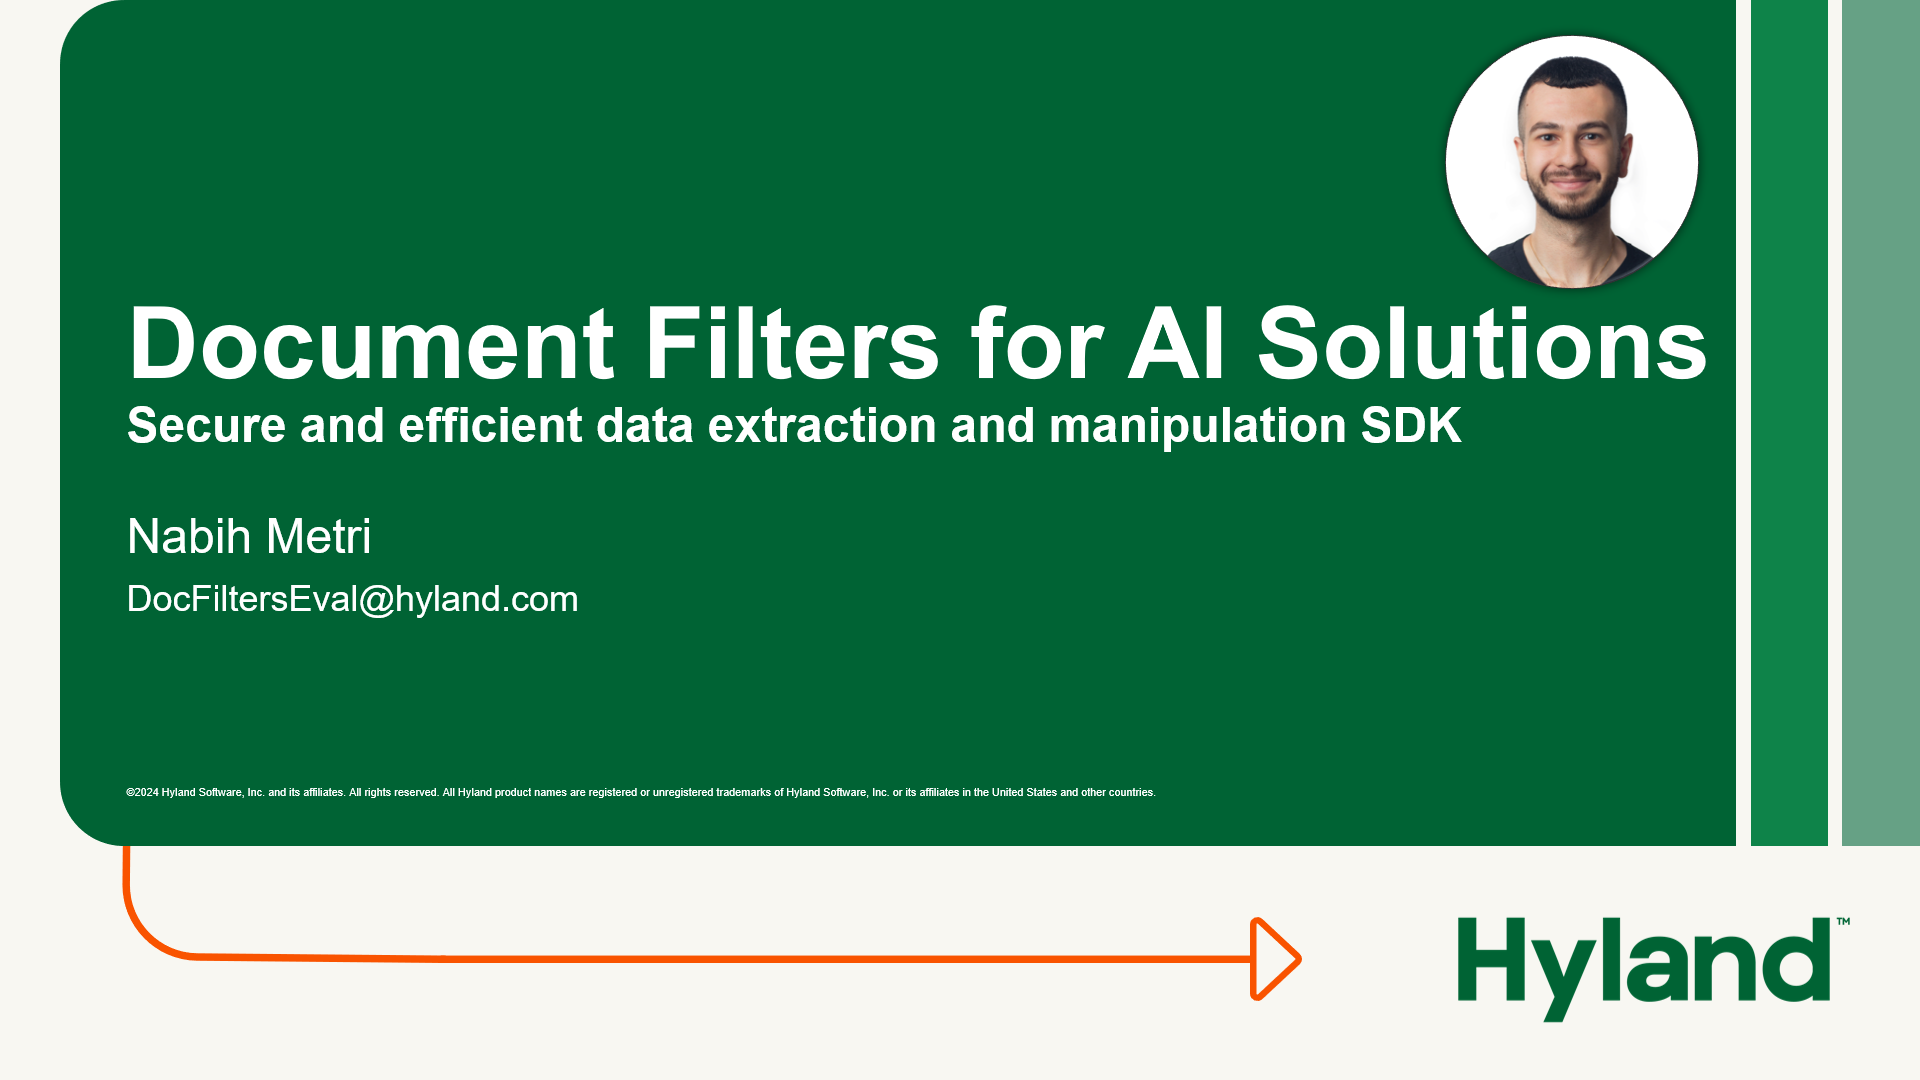 Document Filters for AI Solutions
Secure and efficient data extraction and manipulation SDK
Nabih Metri
DocFiltersEval@hyland.com
©2024 Hyland Software, Inc. and its affiliates. All rights reserved. All Hyland product names are registered or unregistered trademarks of Hyland Software, Inc. or its affiliates in the United States and other countries.
Hyland™